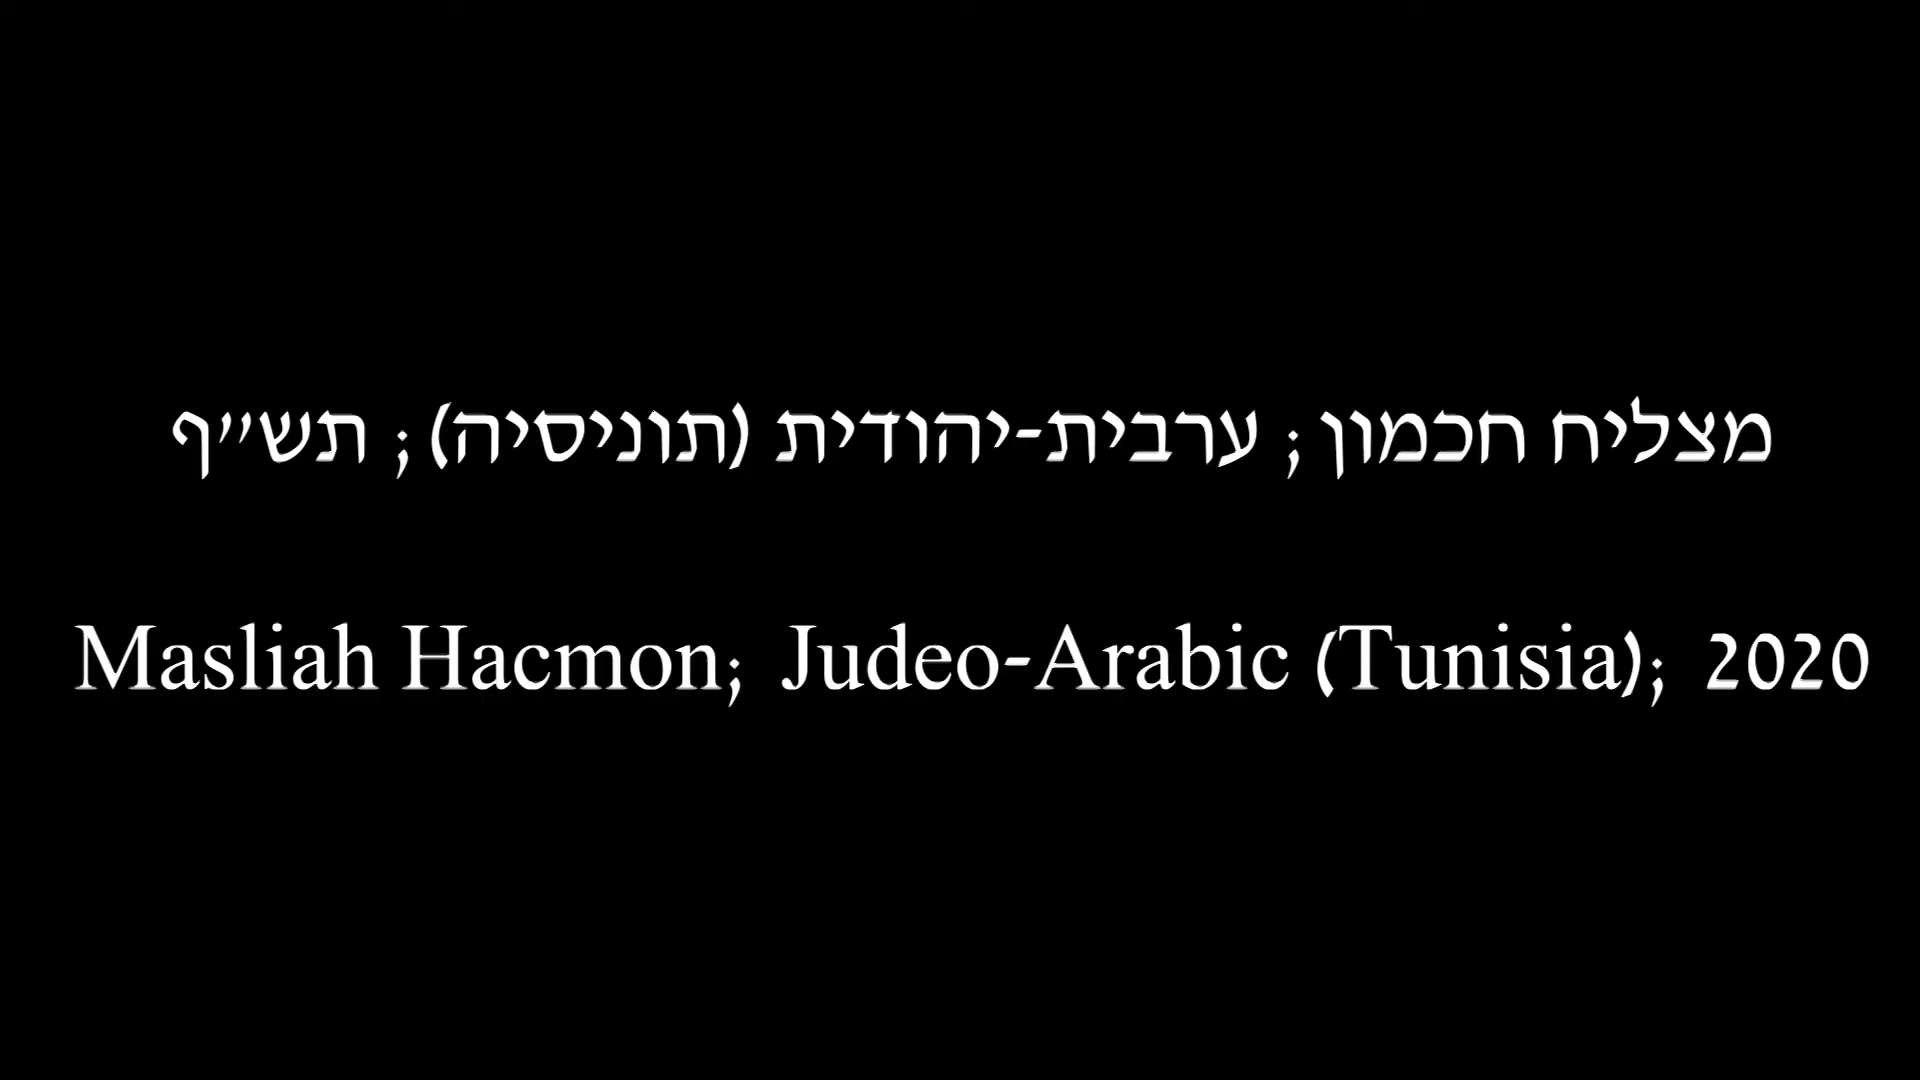 מצליח חכמון; ערבית-יהודית (תוניסיה); תש״ף
Masliah Hacmon; Judeo-Arabic (Tunisia); 2020